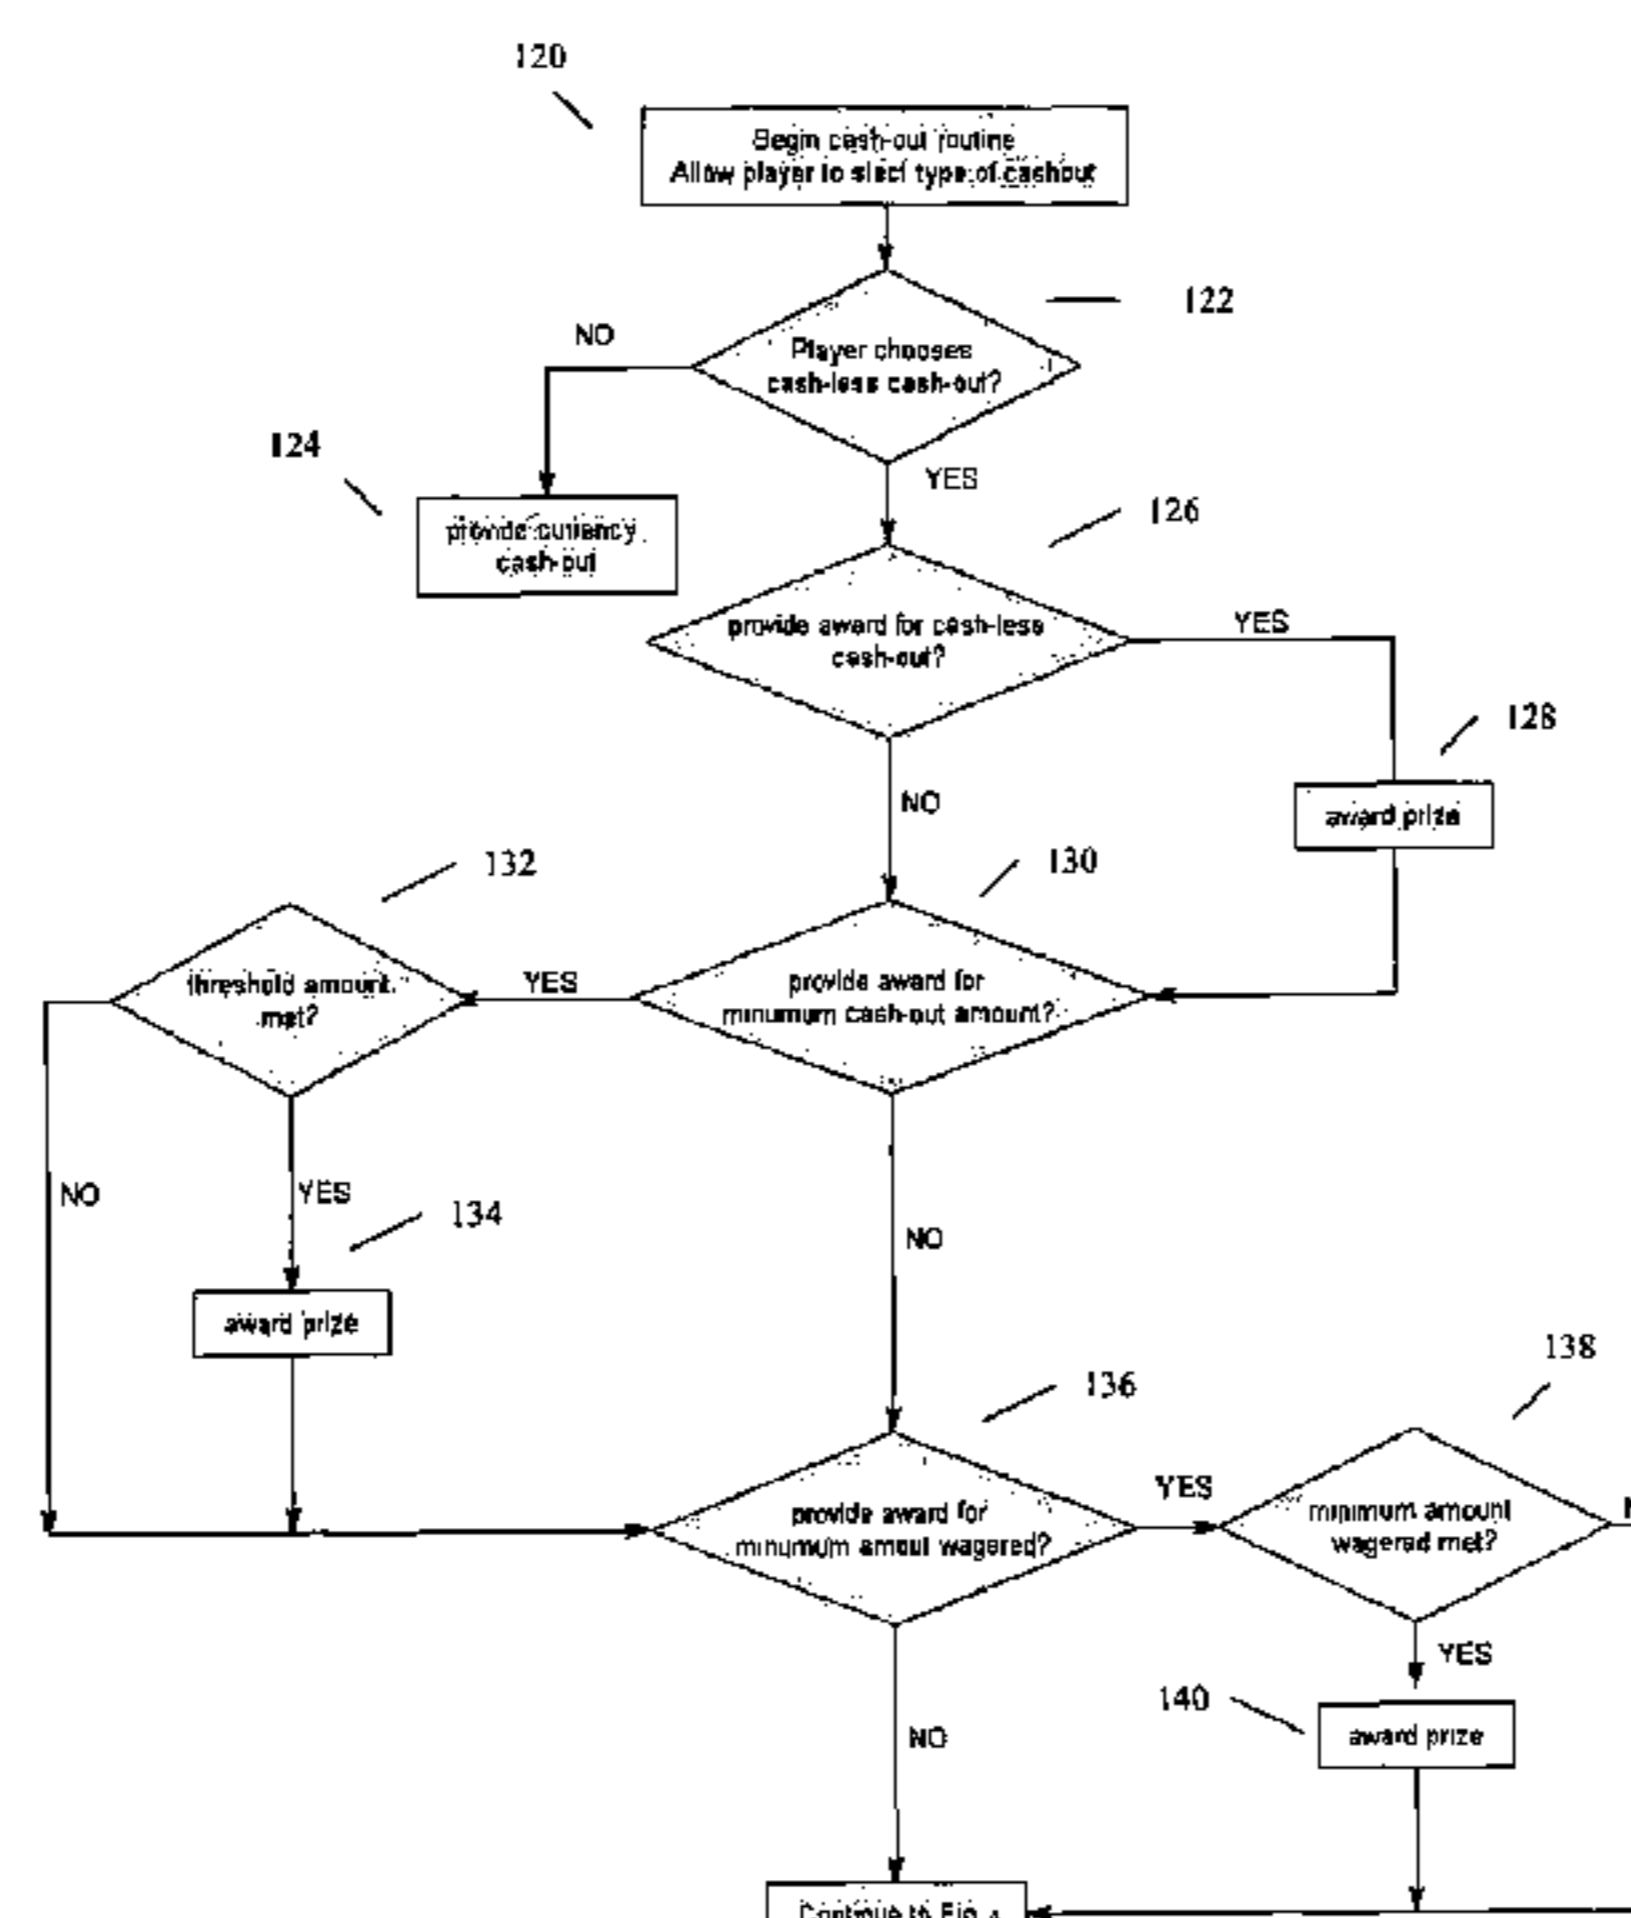 120
Begin cash-out routine
Allow player to slect type of cashout
122
Player chooses
cash-less cash-out?
NO
YES
124
provide currency
cash-out
126
provide award for cash-less
cash-out?
YES
128
award prize
NO
130
132
threshold amount
met?
YES
provide award for
minumum cash-out amount?
NO
YES
134
award prize
NO
136
138
provide award for
minumum amout wagered?
YES
minimum amount
wagered met?
YES
140
award prize
NO
Continue to Fig.